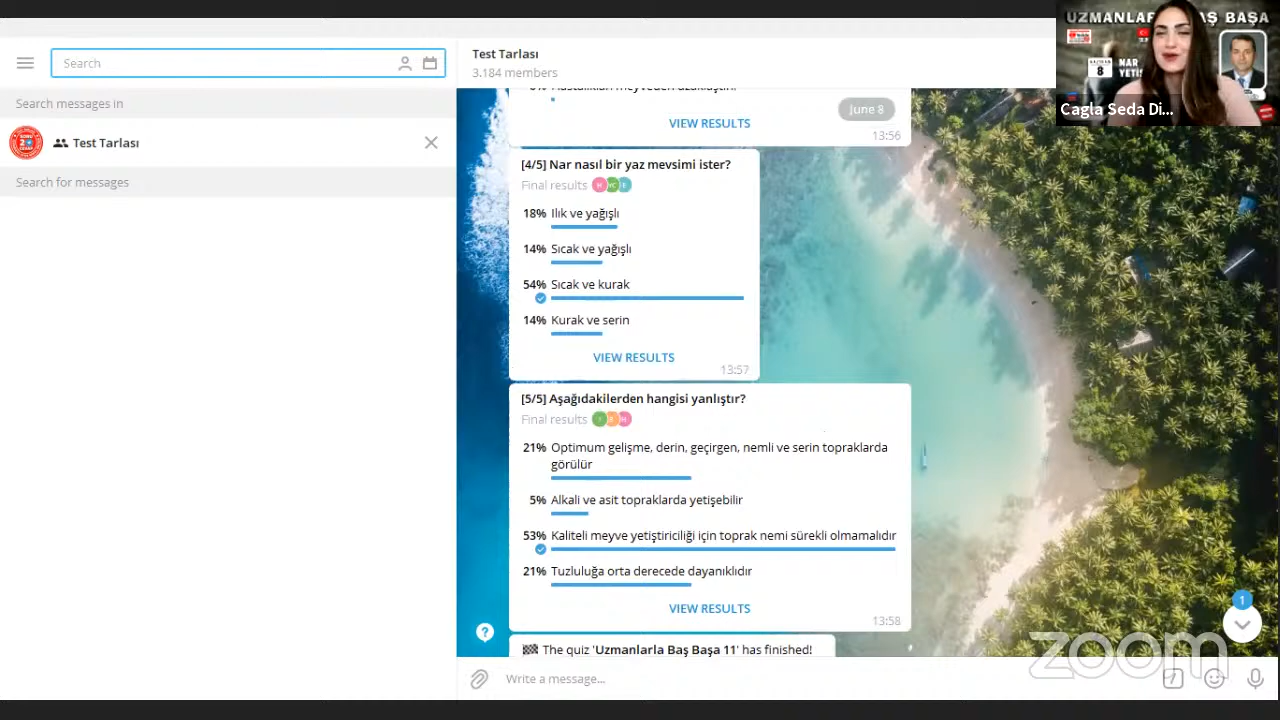 Search
Search messages in
Test Tarlası
Search for messages
Test Tarlası
3.184 members
June 8
VIEW RESULTS
13:56
[4/5] Nar nasıl bir yaz mevsimi ister?
Final results
18% Ilık ve yağışlı
14% Sıcak ve yağışlı
54% Sıcak ve kurak
14% Kurak ve serin
VIEW RESULTS
13:57
[5/5] Aşağıdakilerden hangisi yanlıştır?
Final results
21% Optimum gelişme, derin, geçirgen, nemli ve serin topraklarda
görülür
5% Alkali ve asit topraklarda yetişebilir
53% Kaliteli meyve yetiştiriciliği için toprak nemi sürekli olmamalıdır
21% Tuzluluğa orta derecede dayanıklıdır
VIEW RESULTS
13:58
The quiz 'Uzmanlarla Baş Başa 11' has finished!
Write a message...
1
zoom
8
NAR
Cagla Seda Di...